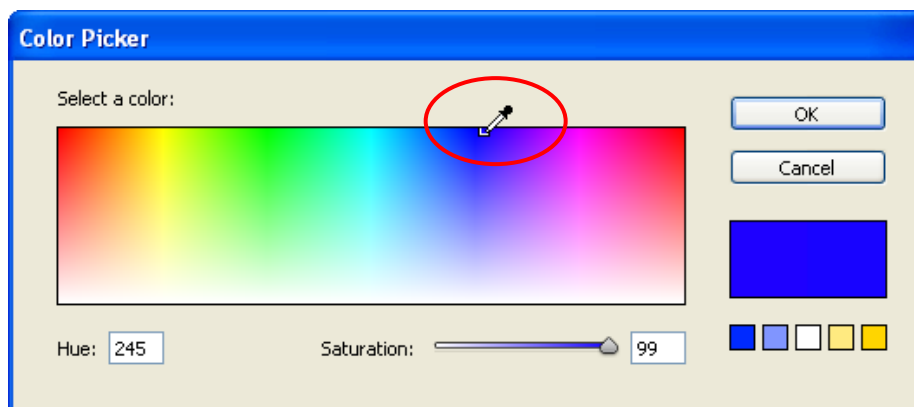 Color Picker
Select a color:
OK
Cancel
Hue: 245
Saturation: 99